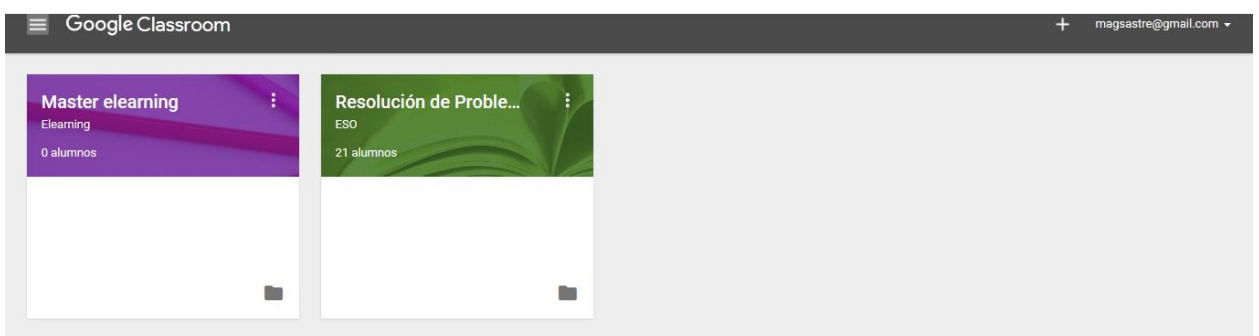 Google Classroom
+ magsastre@gmail.com
Master elearning
Elearning
0 alumnos
Resolución de Proble...
ESO
21 alumnos